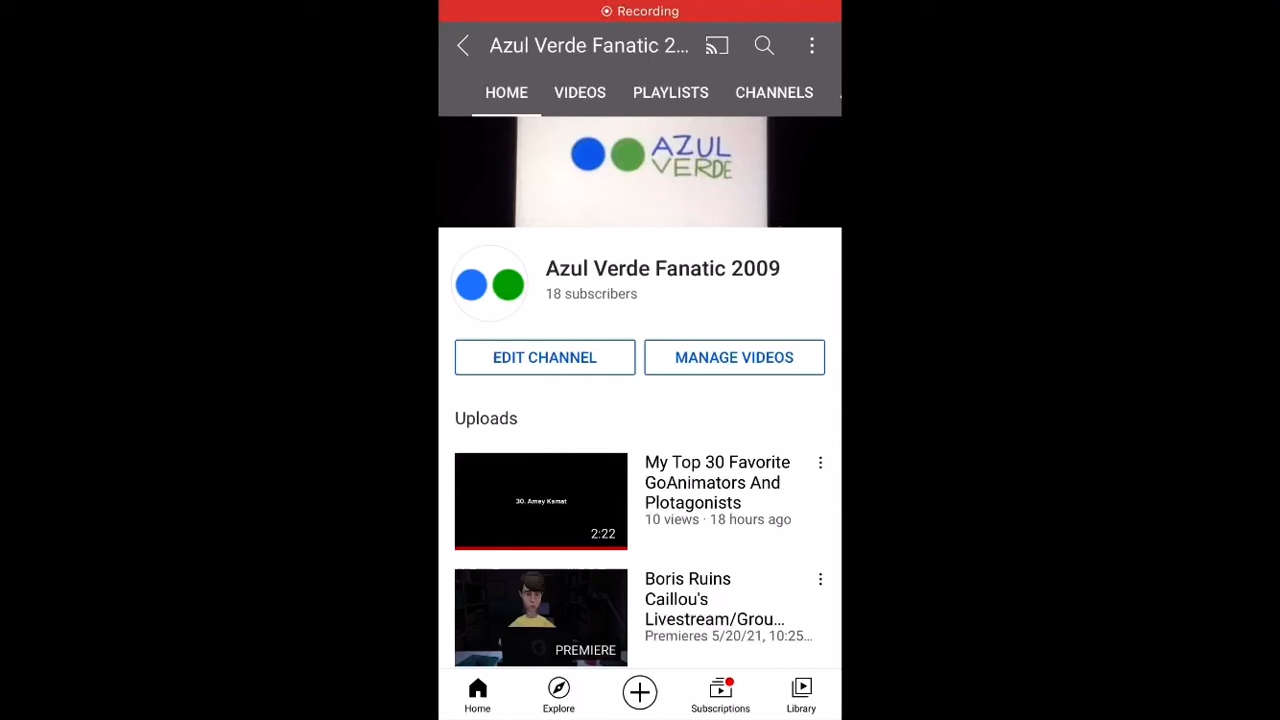 Recording
Azul Verde Fanatic 2...
HOME VIDEOS PLAYLISTS CHANNELS
AZUL
VERDE
Azul Verde Fanatic 2009
18 subscribers
EDIT CHANNEL MANAGE VIDEOS
Uploads
30. Amey Kamat
2:22
My Top 30 Favorite
GoAnimators And
Plotagonists
10 views · 18 hours ago
PREMIERE
Boris Ruins
Caillou's
Livestream/Grou...
Premieres 5/20/21, 10:25...
Home Explore Subscriptions Library